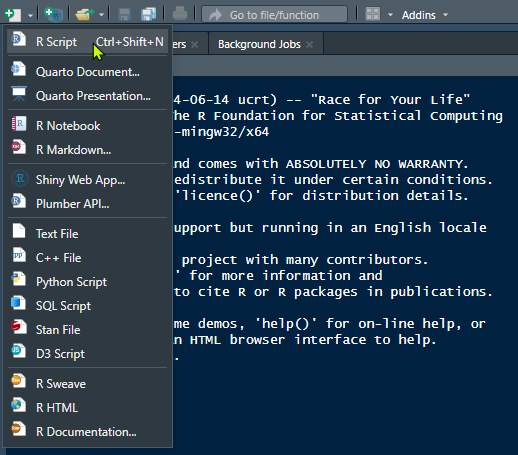 Go to file/function
Addins
R Script Ctrl+Shift+N
ers
Background Jobs
Quarto Document...
Quarto Presentation...
R Notebook
R Markdown...
Shiny Web App...
Plumber API...
Text File
C++ File
Python Script
SQL Script
Stan File
D3 Script
R Sweave
R HTML
R Documentation...
4-06-14 ucrt) -- "Race for Your Life"
he R Foundation for Statistical Computing
-mingw32/x64
and comes with ABSOLUTELY NO WARRANTY.
redistribute it under certain conditions.
'licence()' for distribution details.
support but running in an English locale
project with many contributors.
' for more information and
to cite R or R packages in publications.
me demos, 'help()' for on-line help, or
n HTML browser interface to help.
.